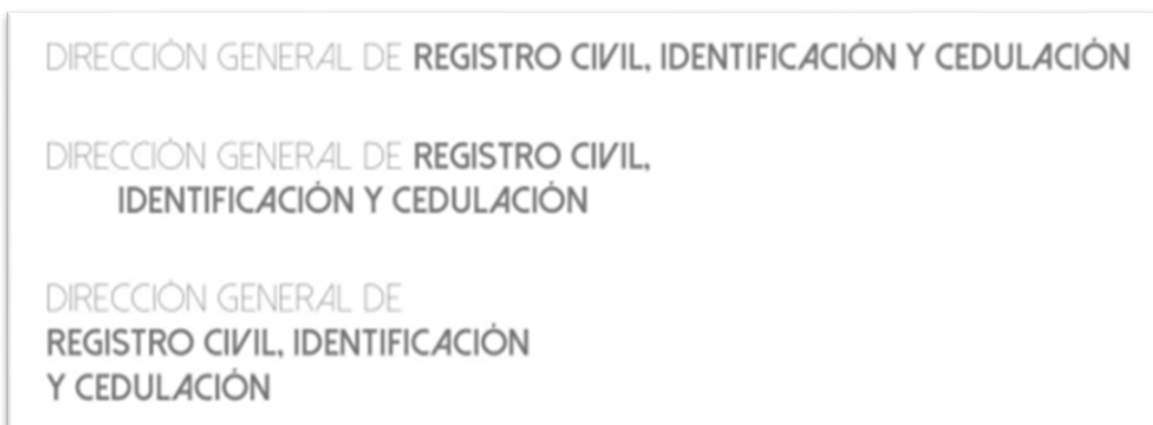 DIRECCIÓN GENERAL DE REGISTRO CIVIL, IDENTIFICACIÓN Y CEDULACIÓN
DIRECCIÓN GENERAL DE REGISTRO CIVIL,
IDENTIFICACIÓN Y CEDULACIÓN
DIRECCIÓN GENERAL DE
REGISTRO CIVIL, IDENTIFICACIÓN
Y CEDULACIÓN